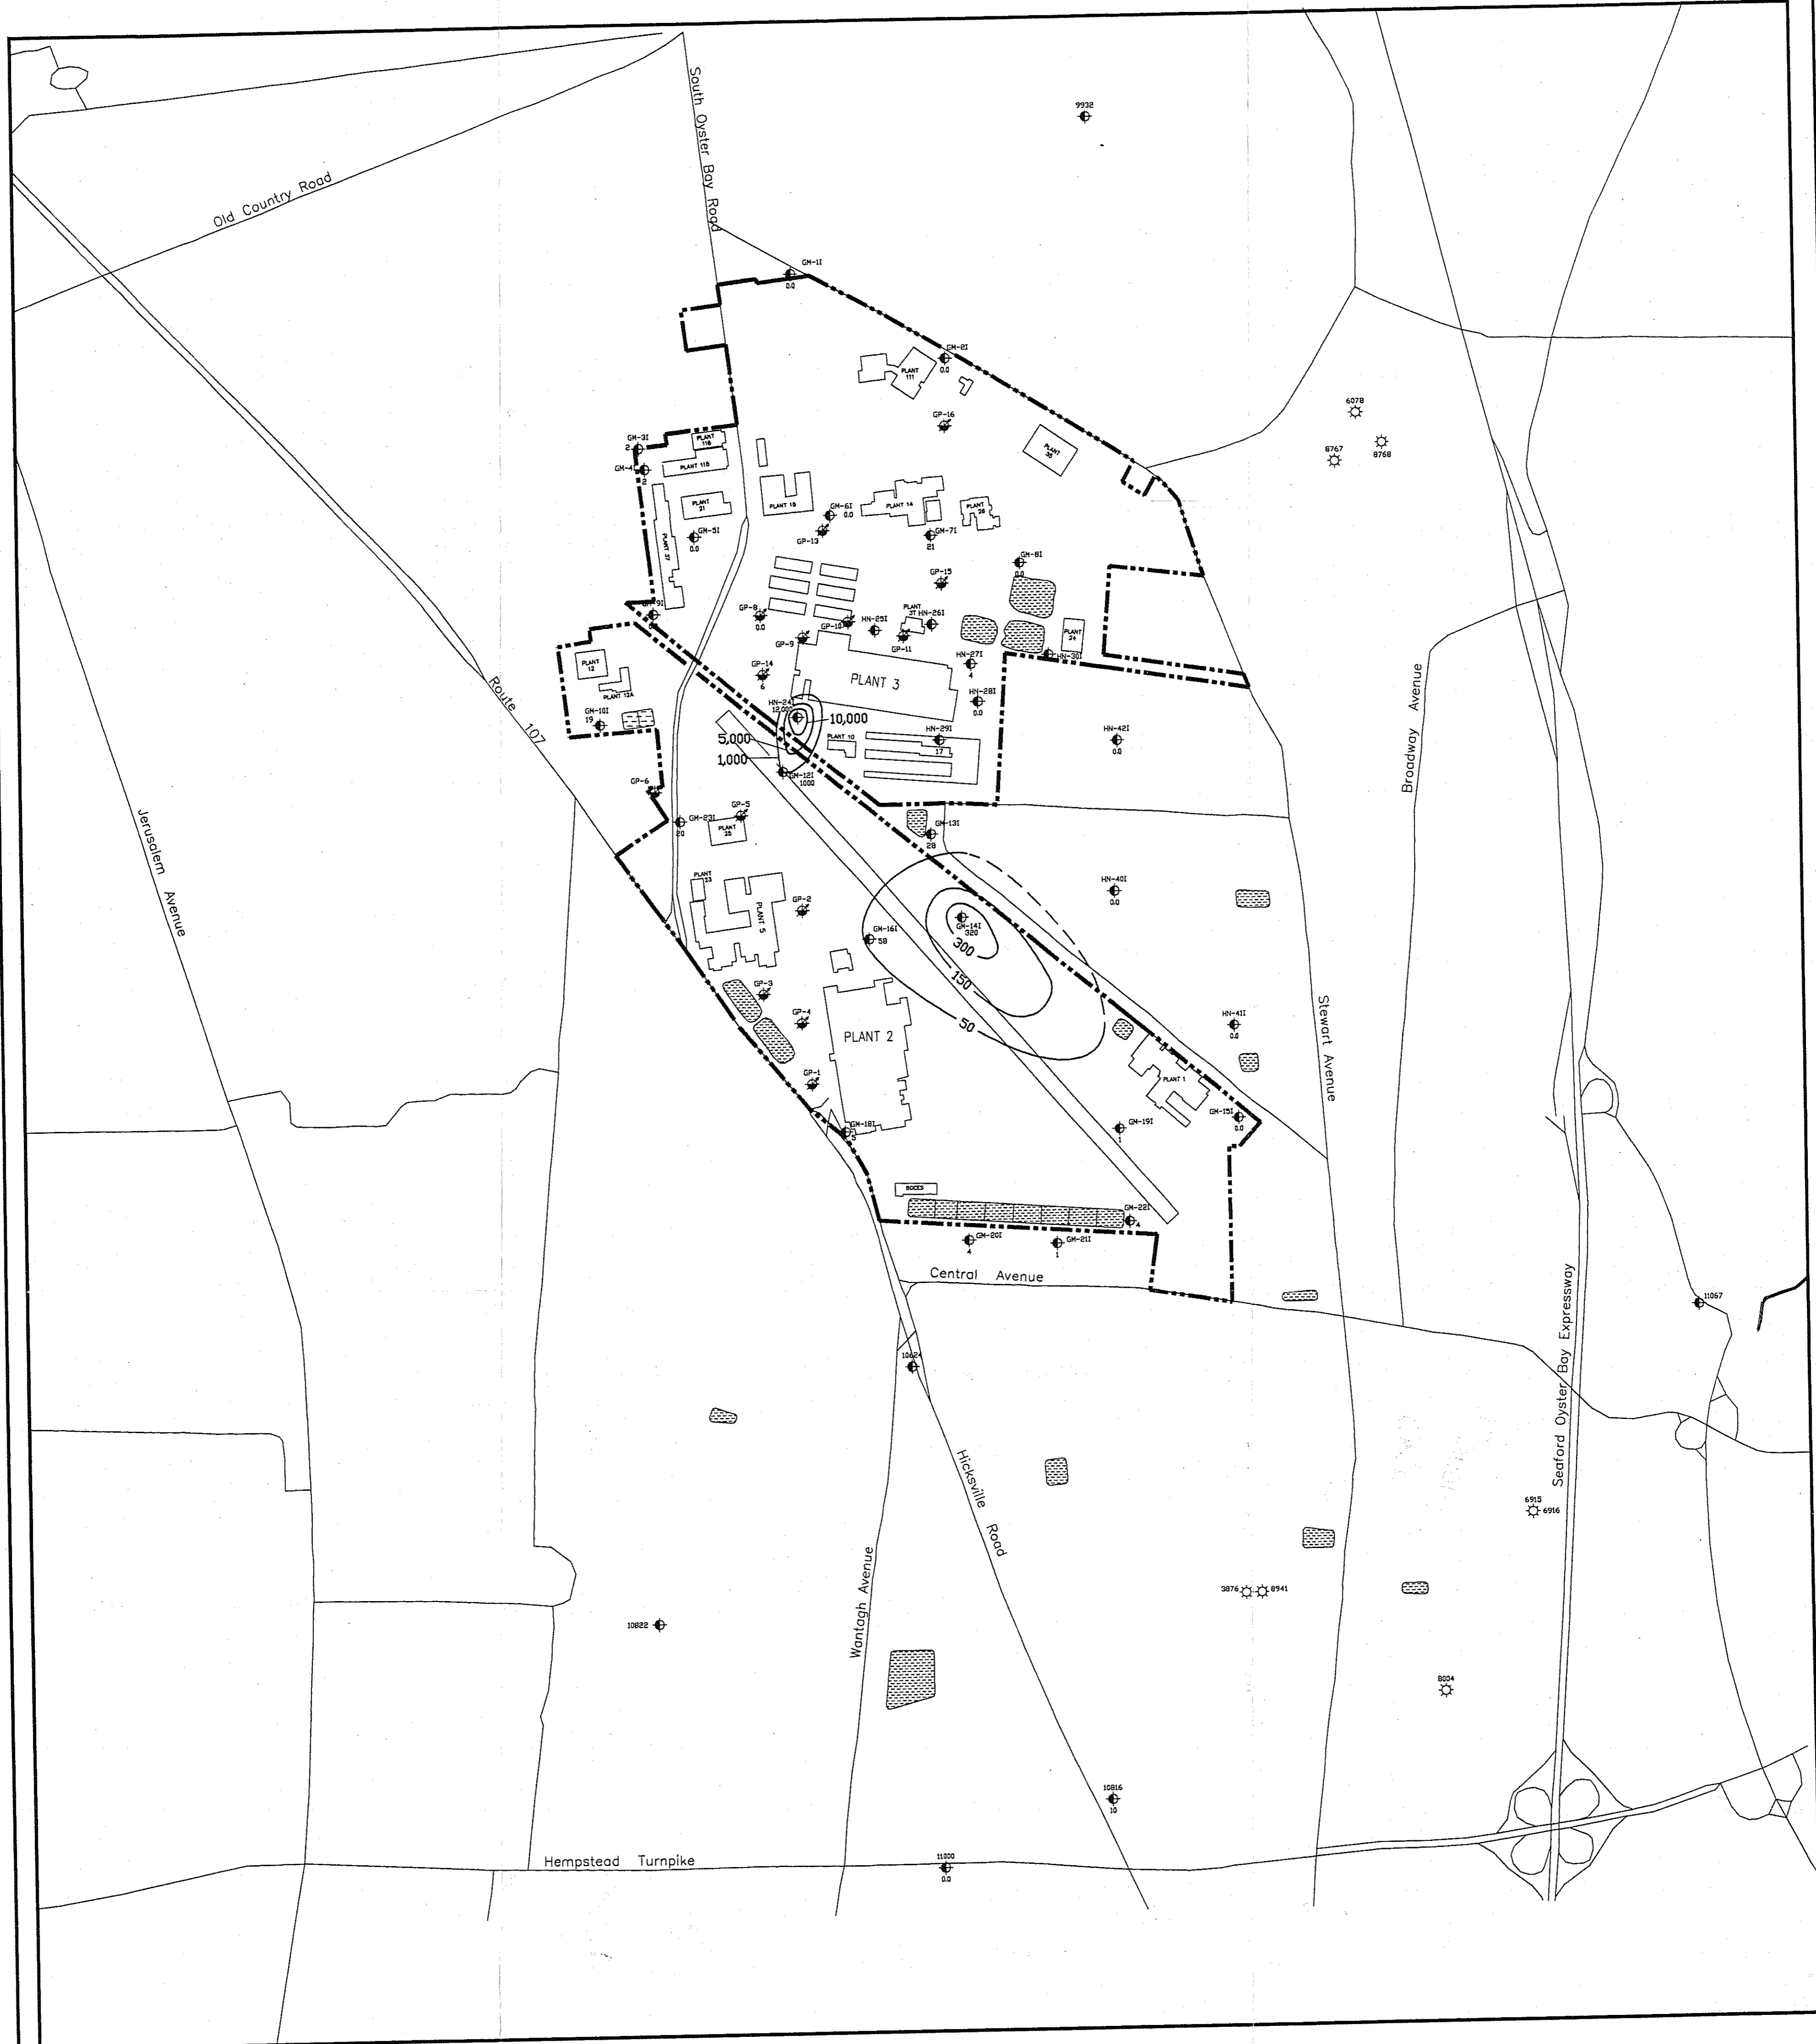 9932
South Oyster Bay Road
Old Country Road
GM-1I
0.0
GM-2I
0.0
PLANT
111
GP-16
6078
8767
8768
GM-3I
2
GM-4I
2
PLANT
PLANT
35
PLANT 15
PLANT 14
GM-6I
0.0
GP-13
GM-7I
21
GM-5I
0.0
PLANT 37
GM-8I
0.0
GP-15
GM-9I
GP-8
0.0
GP-10
HN-25I
PLANT
HN-26I
GP-9
GP-11
PLANT
24
HN-30I
HN-27I
4
PLANT
12
PLANT 12A
GP-14
6
PLANT 3
HN-28I
0.0
GM-10I
19
HN-24I
12,000
10,000
5,000
1,000
PLANT 10
HN-29I
17
HN-42I
0.0
Route 107
GM-12I
1000
GP-6
GP-5
GM-23I
20
PLANT
GM-13I
28
Broadway Avenue
Jerusalem Avenue
PLANT
23
PLANT 5
GP-2
GM-16I
58
GM-14I
320
300
150
50
HN-40I
0.0
GP-3
GP-4
PLANT 2
HN-41I
0.0
Stewart Avenue
GP-1
PLANT 1
GM-15I
0.0
GM-19I
1
GM-18I
5
BOCES
GM-22I
4
GM-20I
4
GM-21I
1
Central Avenue
11067
Seaford Oyster Bay Expressway
10624
Hicksville Road
6915
6916
Wantagh Avenue
3876
8941
10822
8004
10816
10
Hempstead Turnpike
11000
0.0